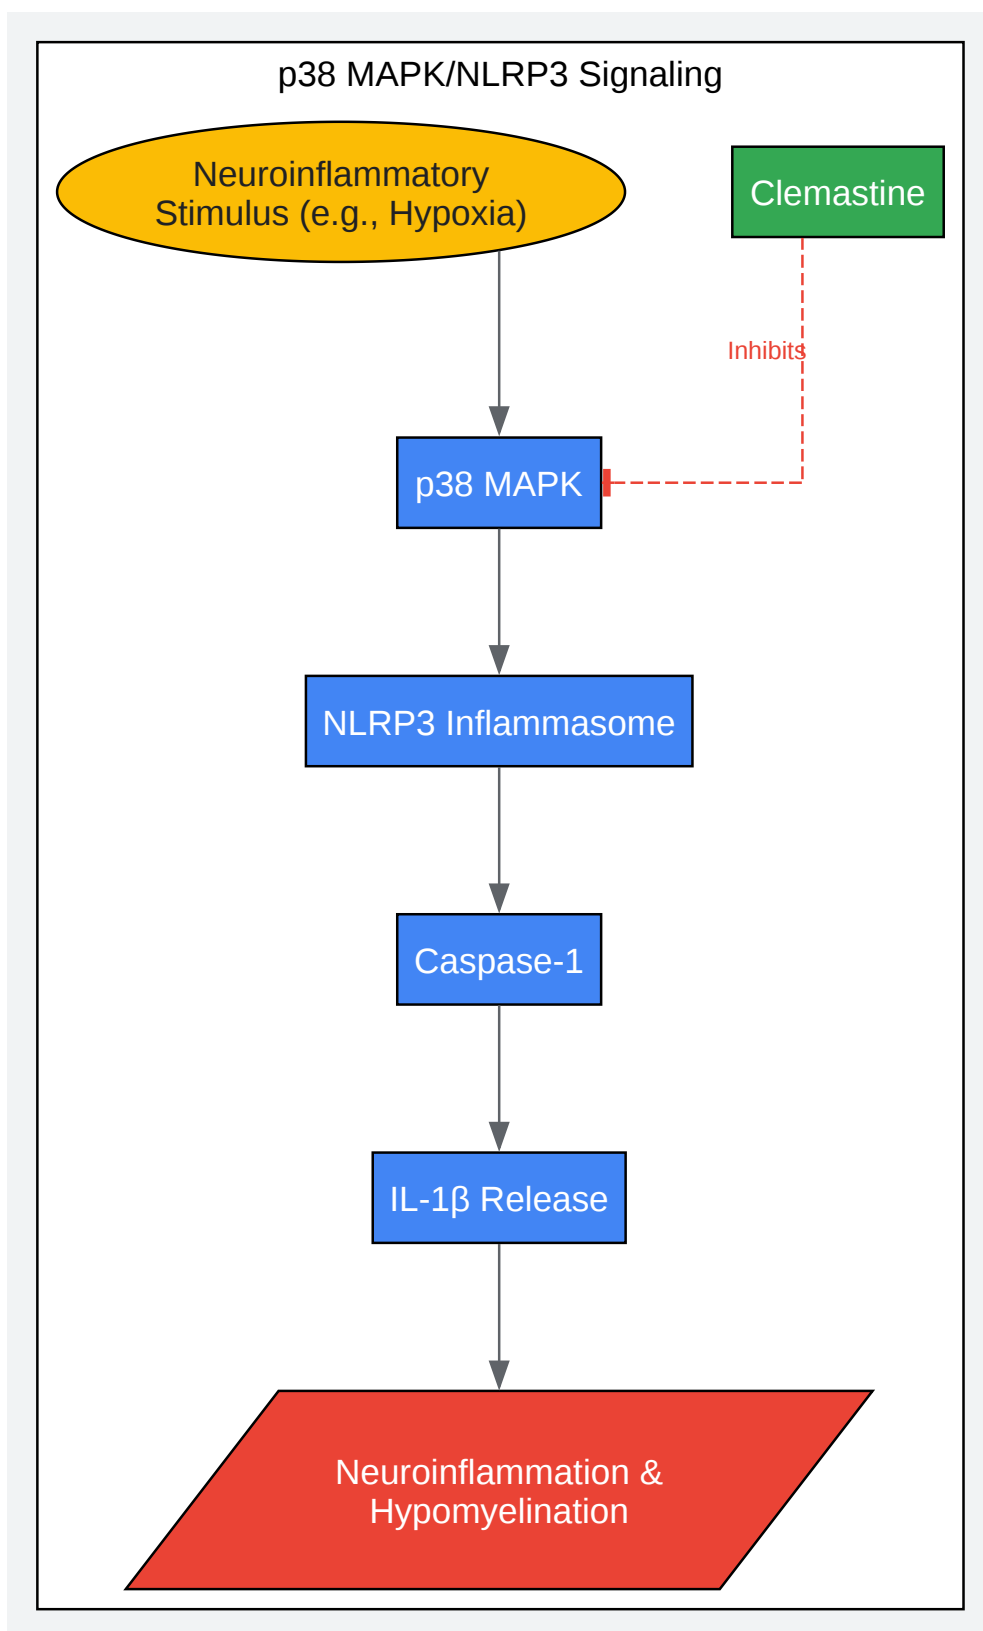 p38 MAPK/NLRP3 Signaling
Neuroinflammatory
Stimulus (e.g., Hypoxia)
Clemastine
Inhibits
p38 MAPK
NLRP3 Inflammasome
Caspase-1
IL-1β Release
Neuroinflammation &
Hypomyelination